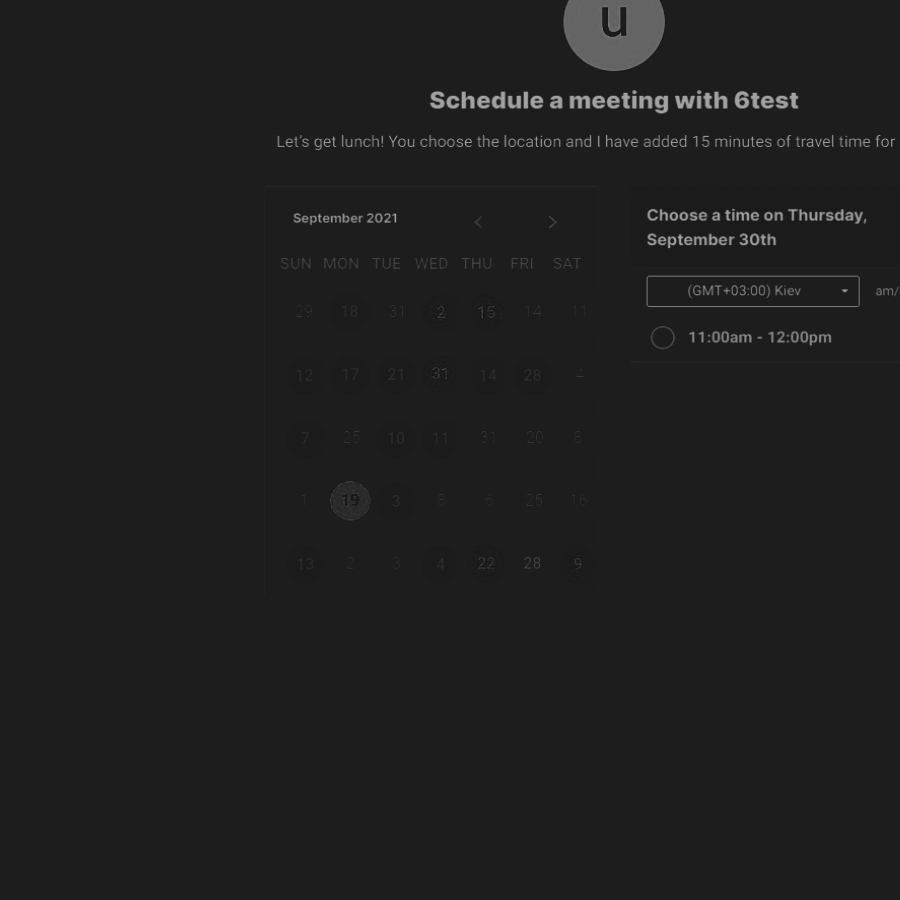 u
Schedule a meeting with 6test
Let's get lunch! You choose the location and I have added 15 minutes of travel time for
September 2021
SUN MON TUE WED THU FRI SAT
29 18 31 2 15 14 11
12 17 21 31 14 28 4
7 25 10 11 31 20 8
1 19 3 8 6 25 16
13 2 3 4 22 28 9
Choose a time on Thursday,
September 30th
(GMT+03:00) Kiev
am/
11:00am - 12:00pm